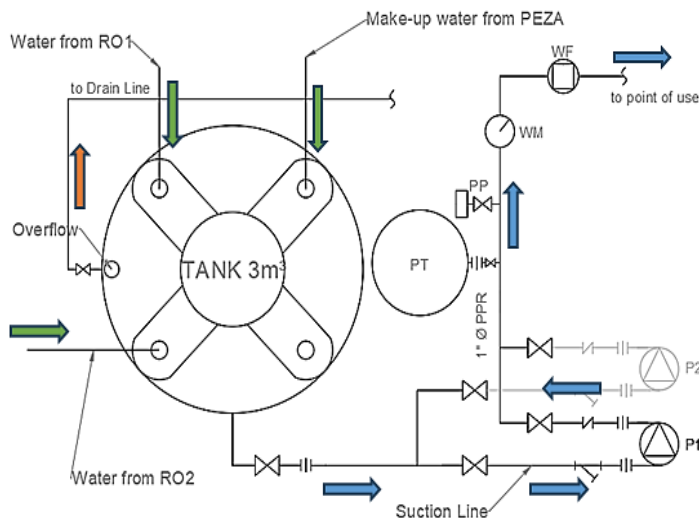 Water from RO1
Make-up water from PEZA
WF
to Drain Line
to point of use
WM
PP
Overflow
TANK 3m³
PT
1" Ø PPR
P2
P1
Water from RO2
Suction Line